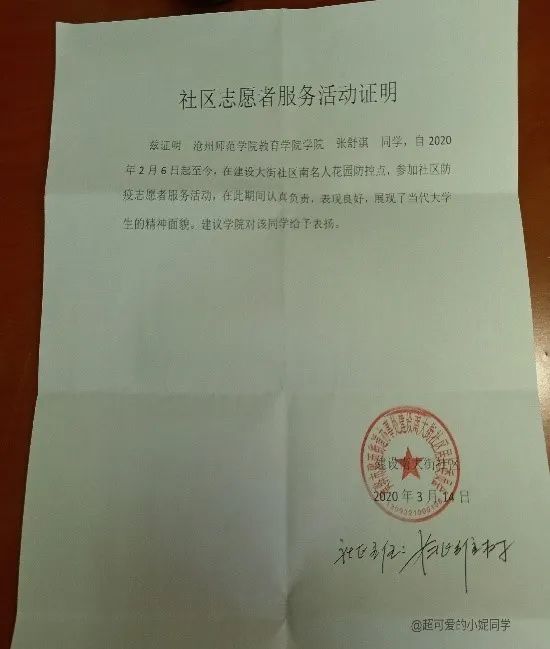 社区志愿者服务活动证明
兹证明 沧州师范学院教育学院学院 张舒淇 同学，自2020
年2月6日起至今，在建设大街社区南名人花园防控点，参加社区防
疫志愿者服务活动，在此期间认真负责，表现良好，展现了当代大学
生的精神面貌。建议学院对该同学给予表扬。
建设南大街社区
2020年3月14日
社区主任：
@超可爱的小妮同学